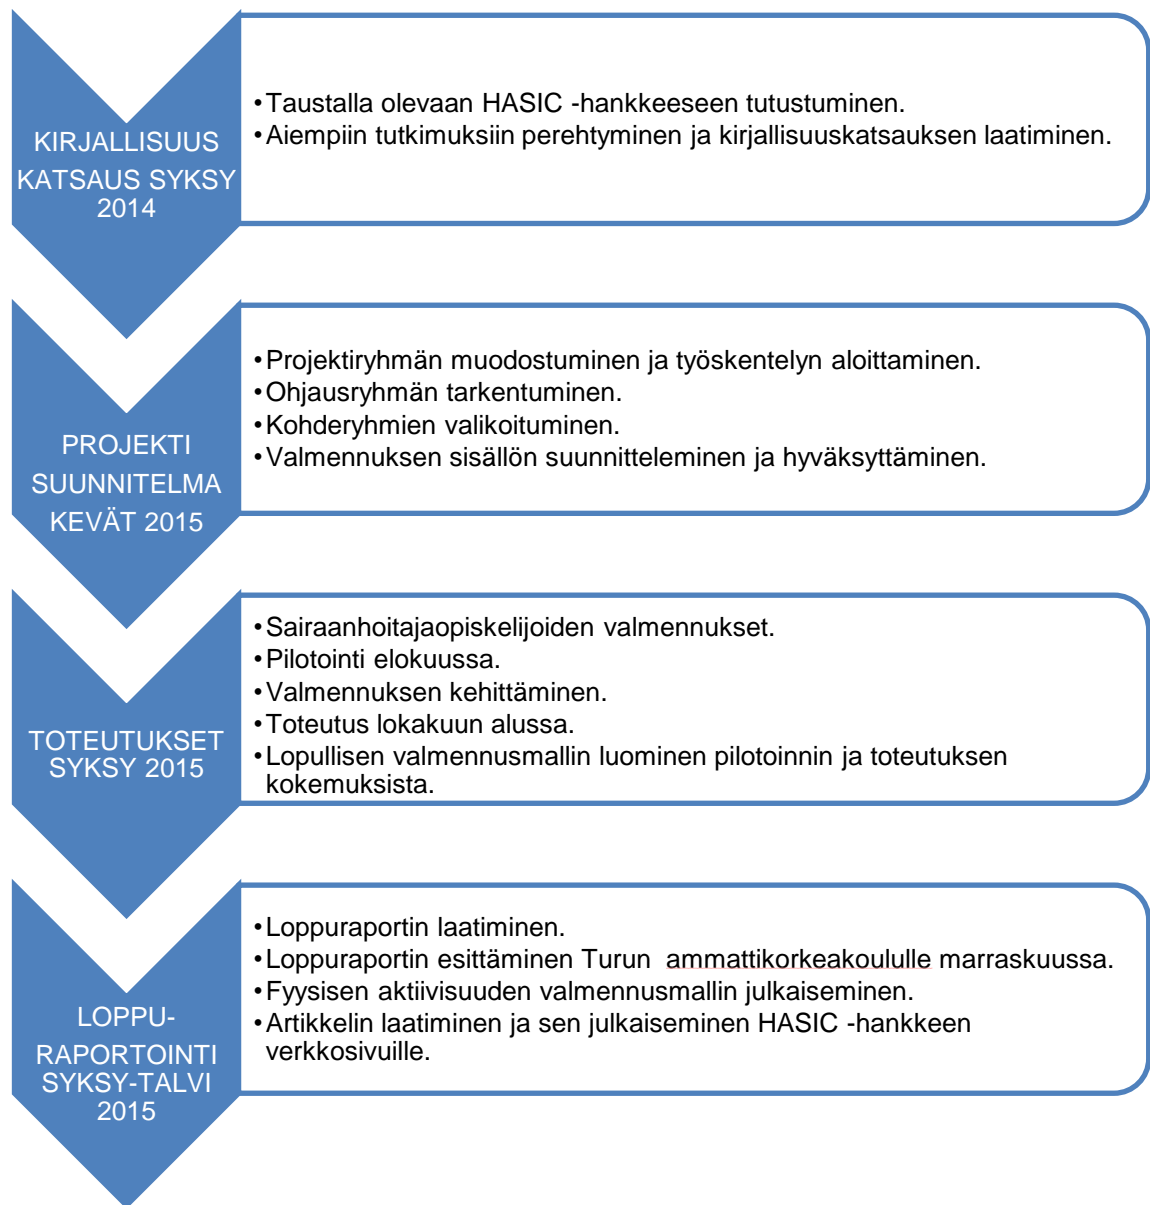 KIRJALLISUUS
KATSAUS SYKSY
2014
•Taustalla olevaan HASIC -hankkeeseen tutustuminen.
•Aiempiin tutkimuksiin perehtyminen ja kirjallisuuskatsauksen laatiminen.
PROJEKTI
SUUNNITELMA
KEVÄT 2015
•Projektiryhmän muodostuminen ja työskentelyn aloittaminen.
•Ohjausryhmän tarkentuminen.
•Kohderyhmien valikoituminen.
•Valmennuksen sisällön suunnitteleminen ja hyväksyttäminen.
TOTEUTUKSET
SYKSY 2015
•Sairaanhoitajaopiskelijoiden valmennukset.
•Pilotointi elokuussa.
•Valmennuksen kehittäminen.
•Toteutus lokakuun alussa.
•Lopullisen valmennusmallin luominen pilotoinnin ja toteutuksen
kokemuksista.
LOPPU-
RAPORTOINTI
SYKSY-TALVI
2015
•Loppuraportin laatiminen.
•Loppuraportin esittäminen Turun ammattikorkeakoululle marraskuussa.
•Fyysisen aktiivisuuden valmennusmallin julkaiseminen.
•Artikkelin laatiminen ja sen julkaiseminen HASIC -hankkeen
verkkosivuille.